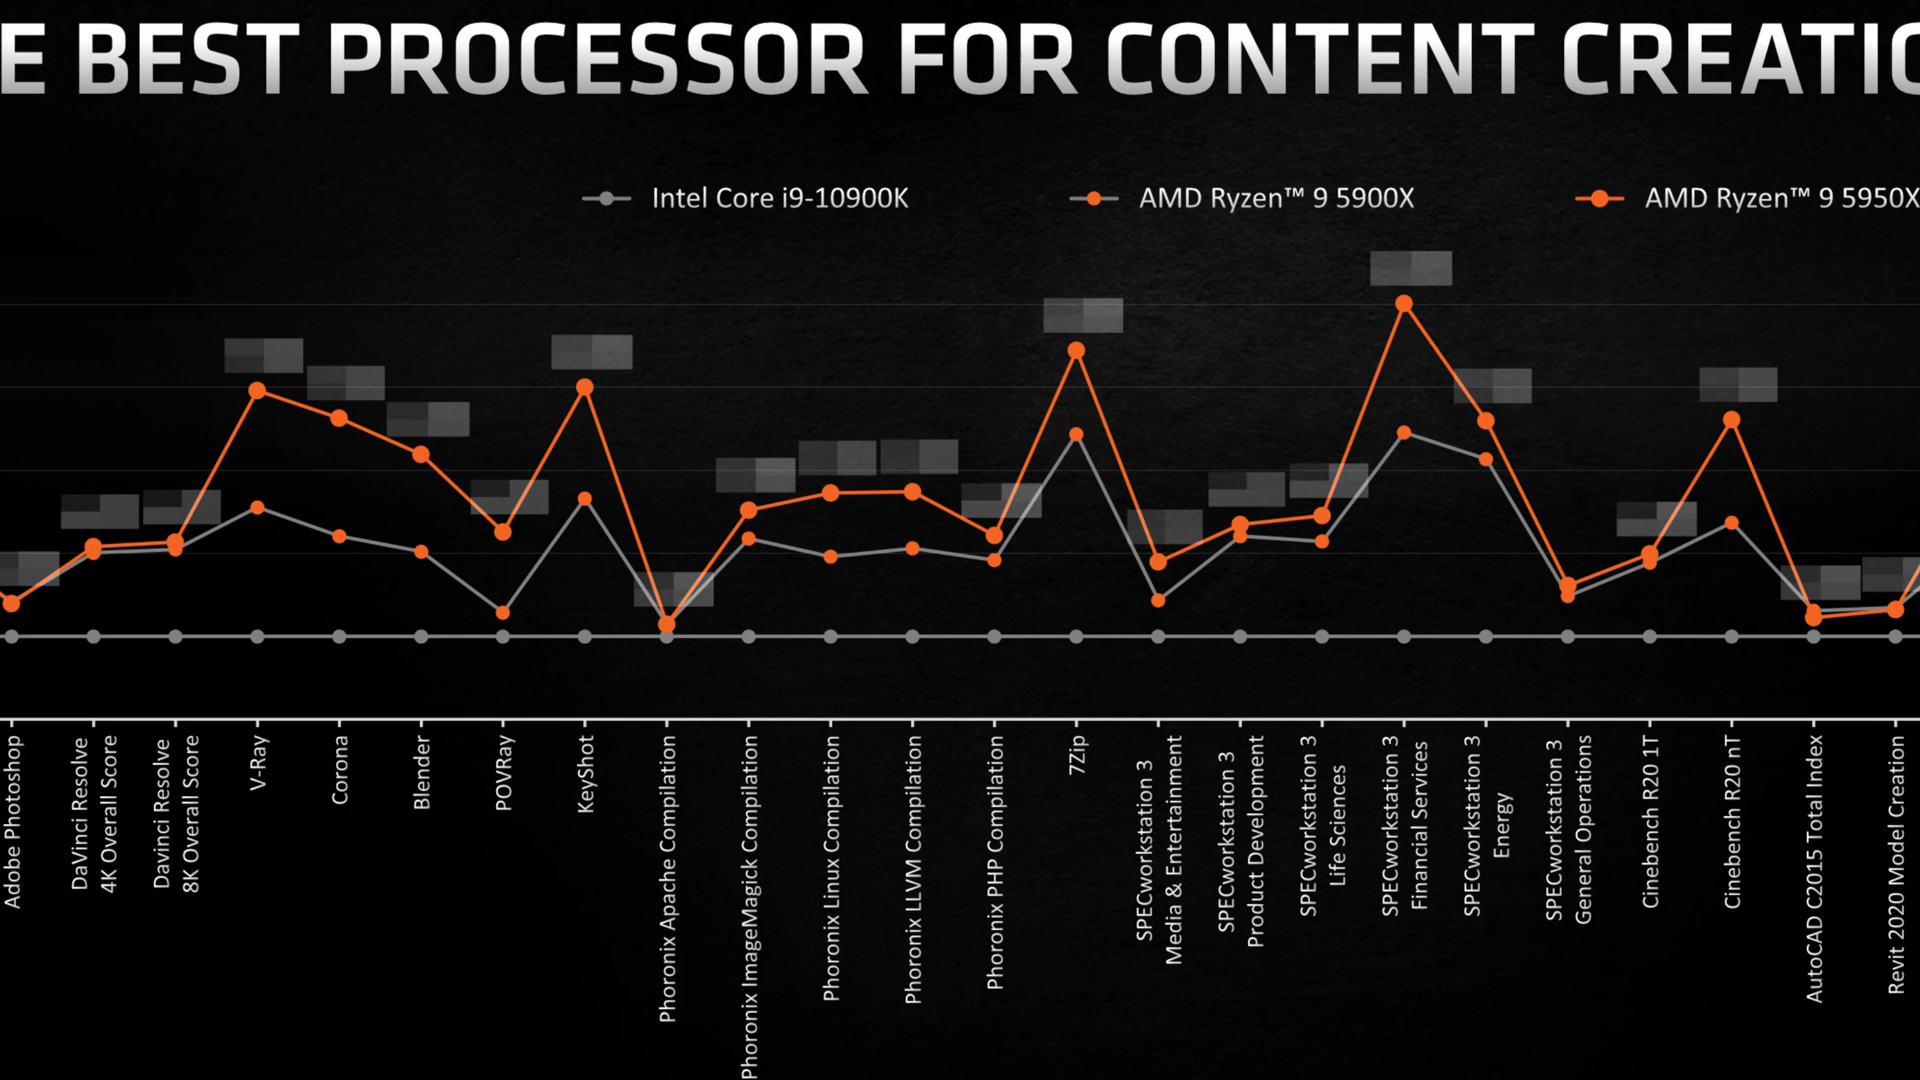 E BEST PROCESSOR FOR CONTENT CREATIO
Intel Core i9-10900K
AMD Ryzen™ 9 5900X
AMD Ryzen™ 9 5950X
Adobe Photoshop
DaVinci Resolve
4K Overall Score
Davinci Resolve
8K Overall Score
V-Ray
Corona
Blender
POVRay
KeyShot
Phoronix Apache Compilation
Phoronix ImageMagick Compilation
Phoronix Linux Compilation
Phoronix LLVM Compilation
Phoronix PHP Compilation
7Zip
SPECworkstation 3
Media & Entertainment
SPECworkstation 3
Product Development
SPECworkstation 3
Life Sciences
SPECworkstation 3
Financial Services
SPECworkstation 3
Energy
SPECworkstation 3
General Operations
Cinebench R20 1T
Cinebench R20 nT
AutoCAD C2015 Total Index
Revit 2020 Model Creation